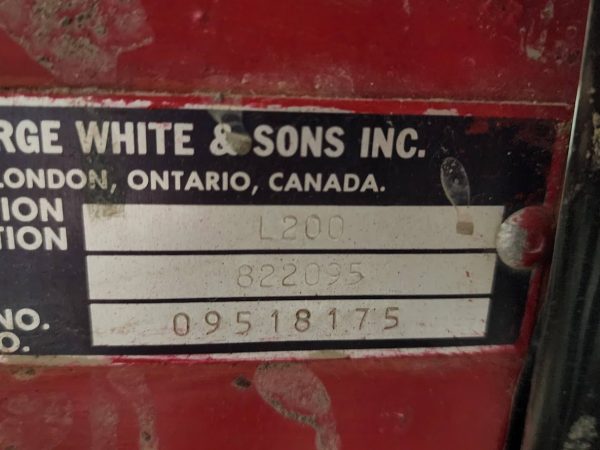 RGE WHITE & SONS INC.
LONDON, ONTARIO, CANADA.
ION L200
TION
822095
NO. 09518175
O.